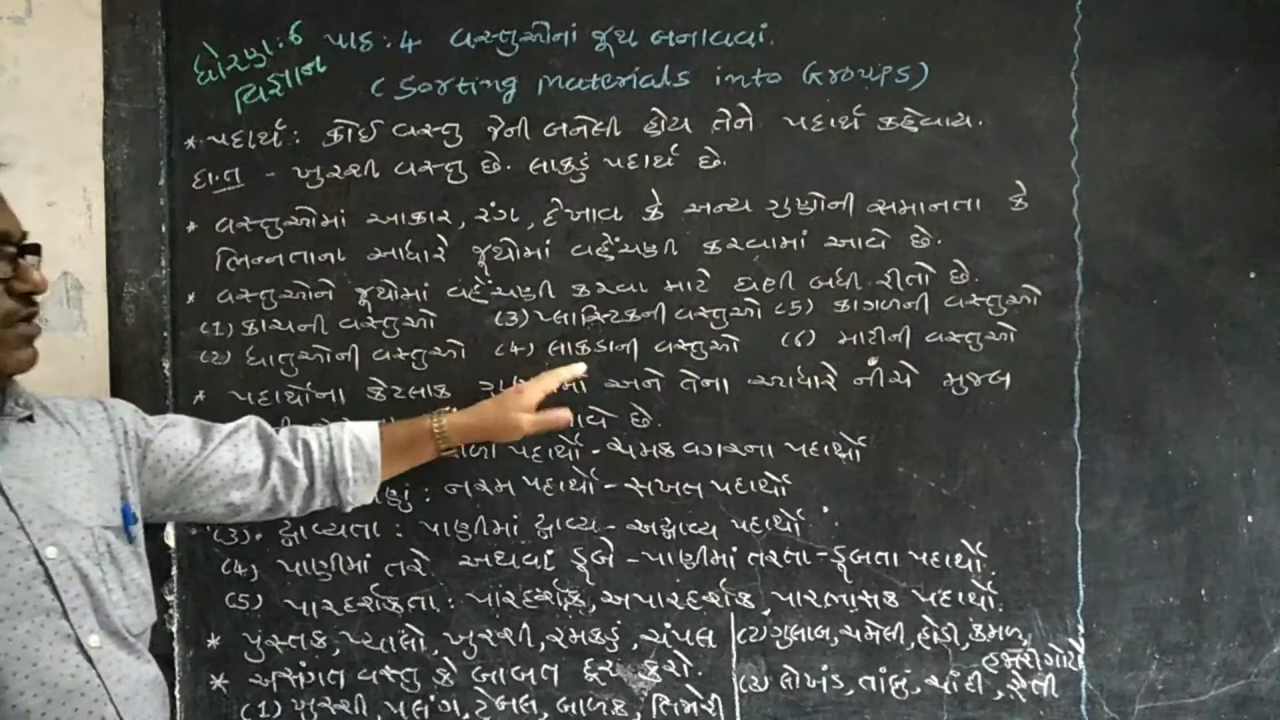 ધોરણ : 6 પાઠ : 4 વસ્તુઓનાં જૂથ બનાવવાં.
વિજ્ઞાન (Sorting Materials into Groups)
* પદાર્થ : કોઈ વસ્તુ જેની બનેલી હોય તેને પદાર્થ કહેવાય.
દા.ત - ખુરશી વસ્તુ છે. લાકડું પદાર્થ છે.
* વસ્તુઓમાં આકાર, રંગ, દેખાવ કે અન્ય ગુણોની સમાનતા કે
ભિન્નતાના આધારે જૂથોમાં વહેંચણી કરવામાં આવે છે.
* વસ્તુઓને જૂથોમાં વહેંચણી કરવા માટે ઘણી બધી રીતો છે.
(1) કાચની વસ્તુઓ (3) પ્લાસ્ટિકની વસ્તુઓ (5) કાગળની વસ્તુઓ
(2) ધાતુઓની વસ્તુઓ (4) લાકડાની વસ્તુઓ (6) માટીની વસ્તુઓ
* પદાર્થોના કેટલાક અને તેના આધારે નીચે મુજબ
છે.
પદાર્થો - ચમક વગરના પદાર્થો
: નરમ પદાર્થો - સખત પદાર્થો
(3). દ્રાવ્યતા : પાણીમાં દ્રાવ્ય - અદ્રાવ્ય પદાર્થો
(4) પાણીમાં તરે અથવા ડૂબે - પાણીમાં તરતા - ડૂબતા પદાર્થો.
(5) પારદર્શકતા : પારદર્શક, અપારદર્શક, પારભાસક પદાર્થો.
* પુસ્તક, પ્યાલો, ખુરશી, રમકડું, ચંપલ
* અસંગત વસ્તુ કે બાબત દૂર કરો.
(1) ખુરશી, પલંગ, ટેબલ, બાળક, તિજોરી
(2) ગુલાબ, ચમેલી, હોડી, કમળ,
હજારીગોટો
(3) લોખંડ, તાંબું, ચાંદી, રેતી